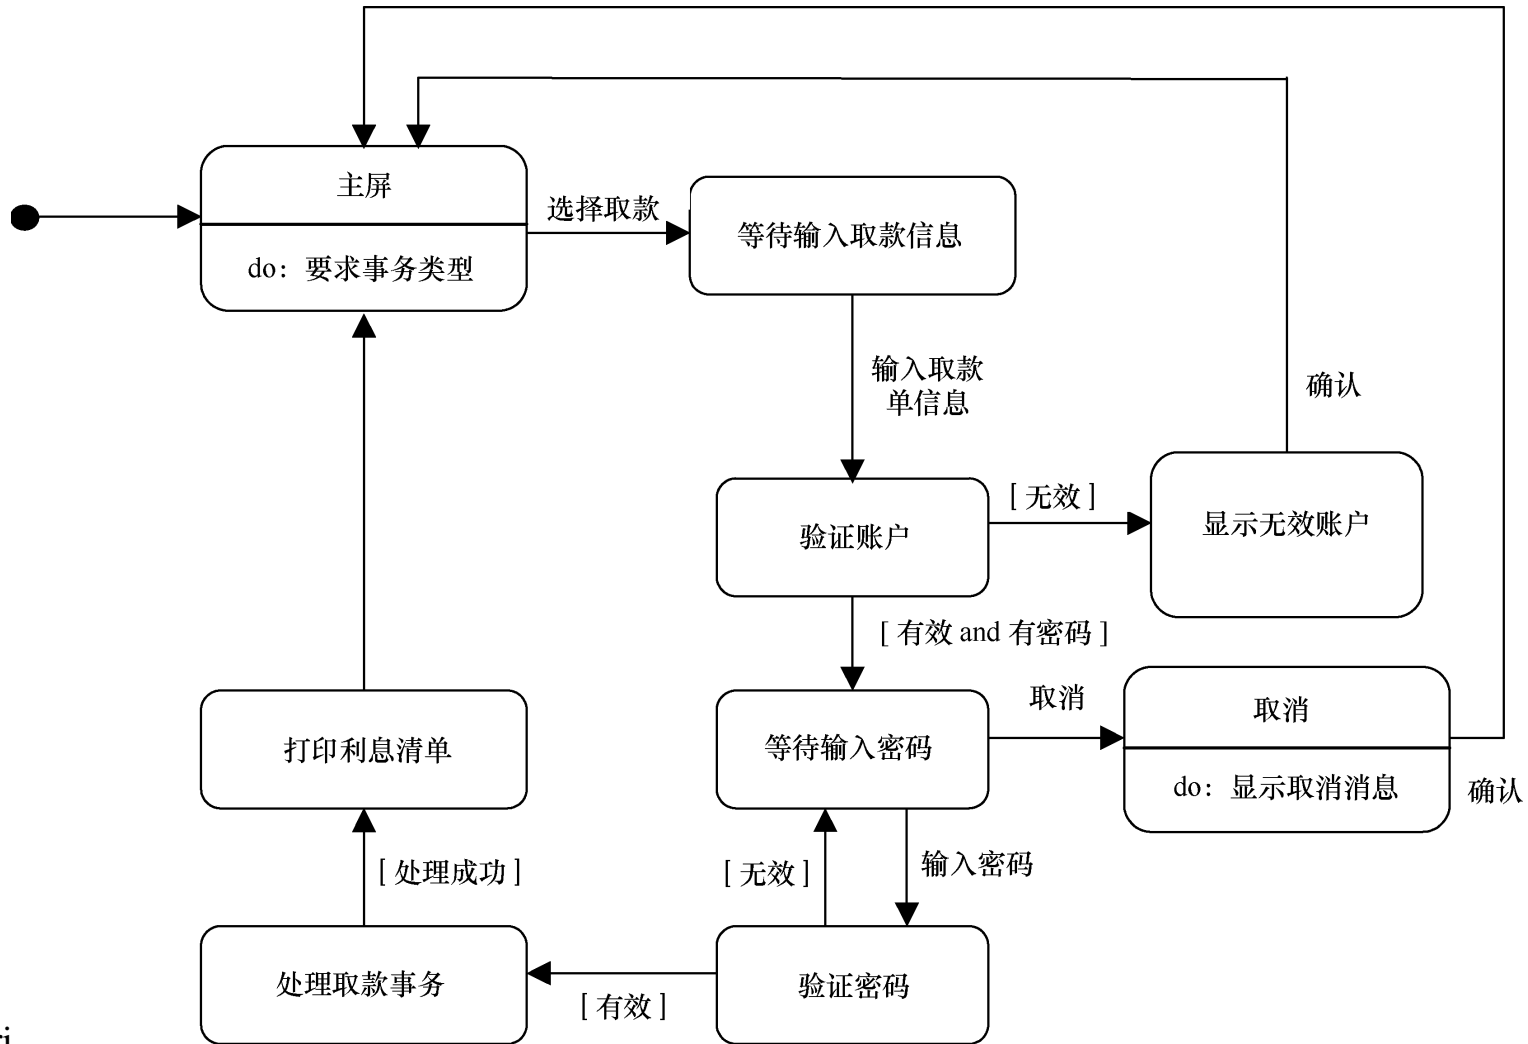 主屏
选择取款
等待输入取款信息
do：要求事务类型
输入取款
单信息
确认
[ 无效 ]
显示无效账户
验证账户
[ 有效 and 有密码 ]
取消
取消
等待输入密码
打印利息清单
do：显示取消消息
确认
[ 处理成功 ]
[ 无效 ]
输入密码
处理取款事务
验证密码
[ 有效 ]